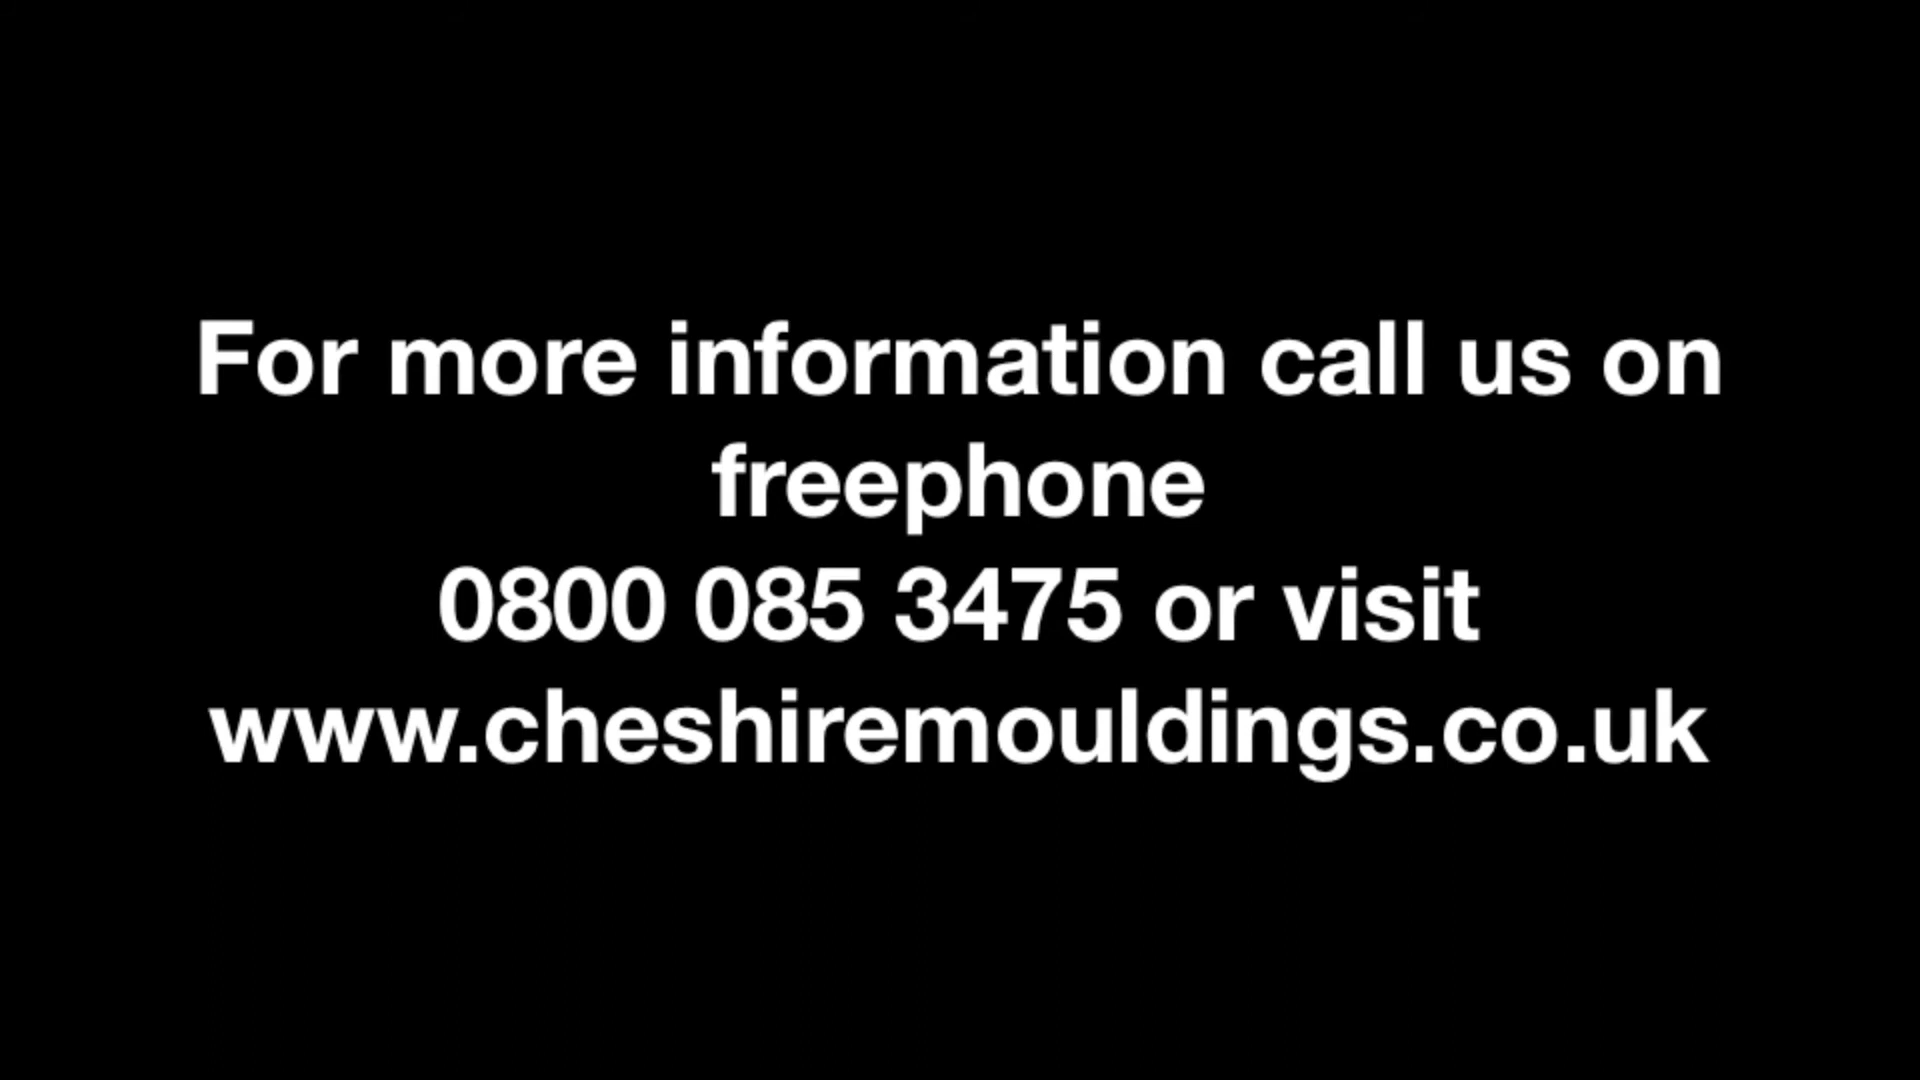 For more information call us on
freephone
0800 085 3475 or visit
www.cheshiremouldings.co.uk